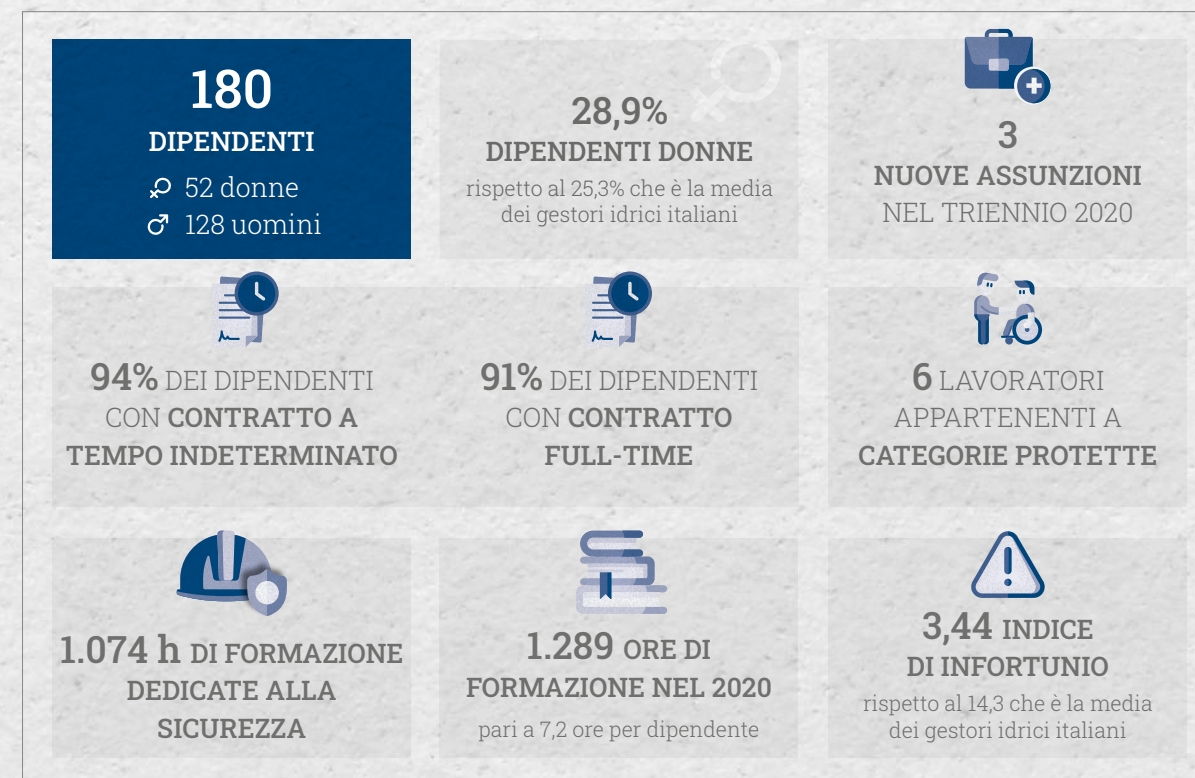 180
DIPENDENTI
52 donne
128 uomini
28,9%
DIPENDENTI DONNE
rispetto al 25,3% che è la media
dei gestori idrici italiani
3
NUOVE ASSUNZIONI
NEL TRIENNIO 2020
94% DEI DIPENDENTI
CON CONTRATTO A
TEMPO INDETERMINATO
91% DEI DIPENDENTI
CON CONTRATTO
FULL-TIME
6 LAVORATORI
APPARTENENTI A
CATEGORIE PROTETTE
1.074 h DI FORMAZIONE
DEDICATE ALLA
SICUREZZA
1.289 ORE DI
FORMAZIONE NEL 2020
pari a 7,2 ore per dipendente
3,44 INDICE
DI INFORTUNIO
rispetto al 14,3 che è la media
dei gestori idrici italiani